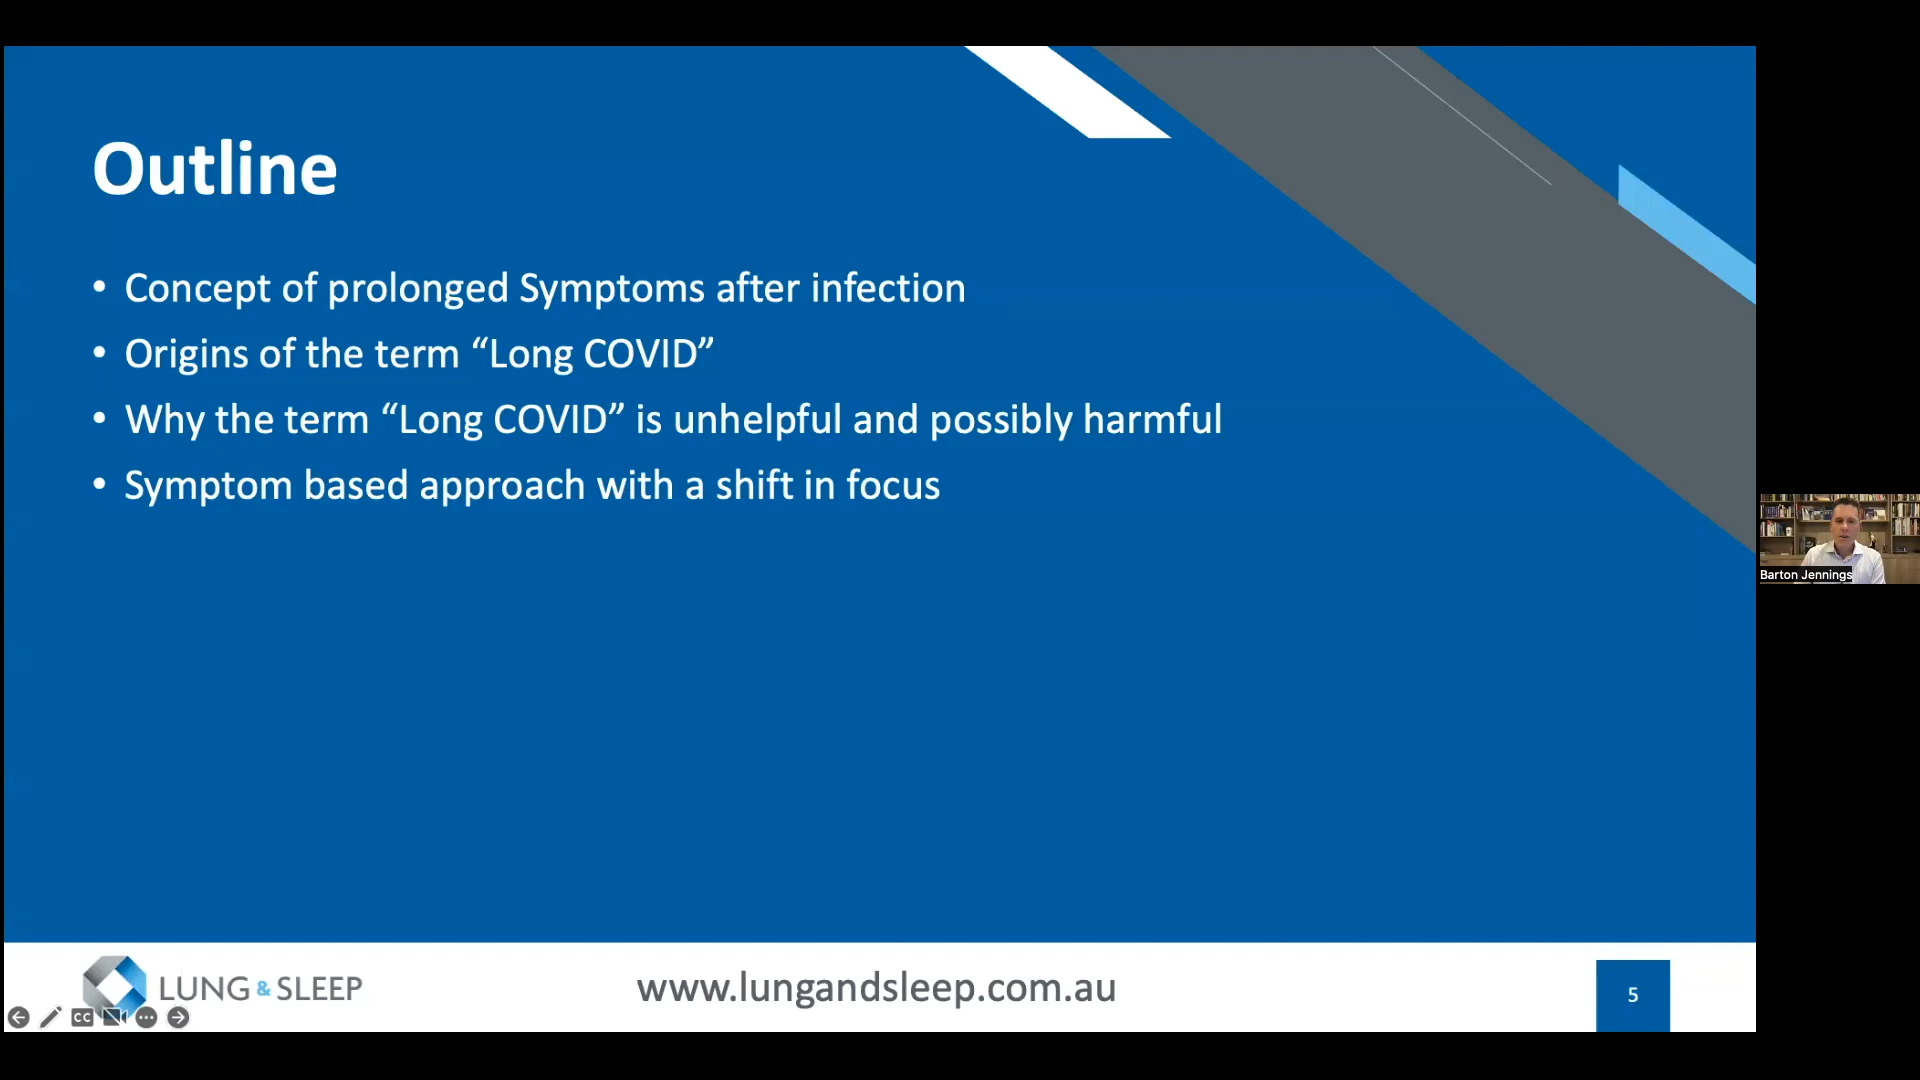 Outline
• Concept of prolonged Symptoms after infection
• Origins of the term “Long COVID”
• Why the term “Long COVID” is unhelpful and possibly harmful
• Symptom based approach with a shift in focus
Barton Jennings
LUNG & SLEEP
www.lungandsleep.com.au
5
CC